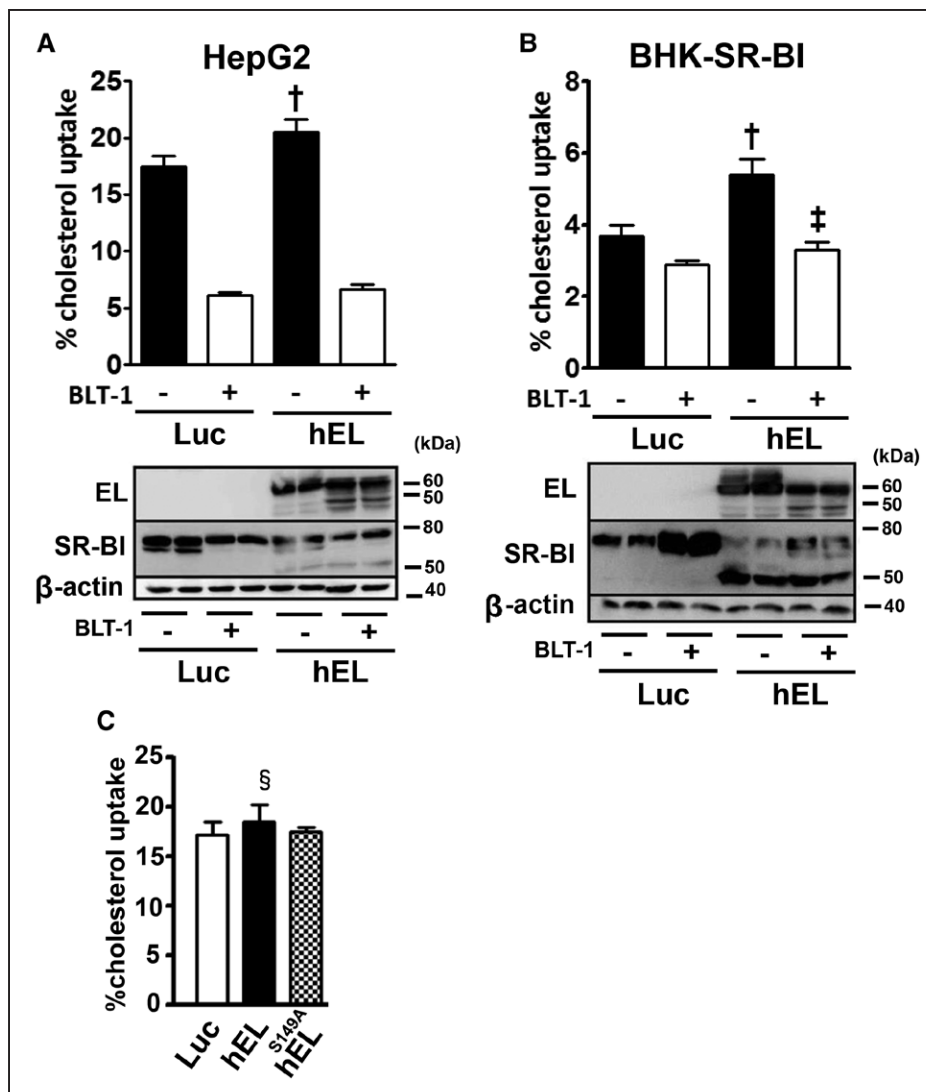 A
HepG2
% cholesterol uptake
25
20
15
10
5
0
†
BLT-1 - + - +
Luc hEL
(kDa)
EL
60
50
SR-BI
80
50
β-actin
40
BLT-1 - + - +
Luc hEL
B
BHK-SR-BI
% cholesterol uptake
8
6
4
2
0
†
‡
BLT-1 - + - +
Luc hEL
(kDa)
EL
60
50
SR-BI
80
50
β-actin
40
BLT-1 - + - +
Luc hEL
C
%cholesterol uptake
25
20
15
10
5
0
§
Luc
hEL
S149A
hEL